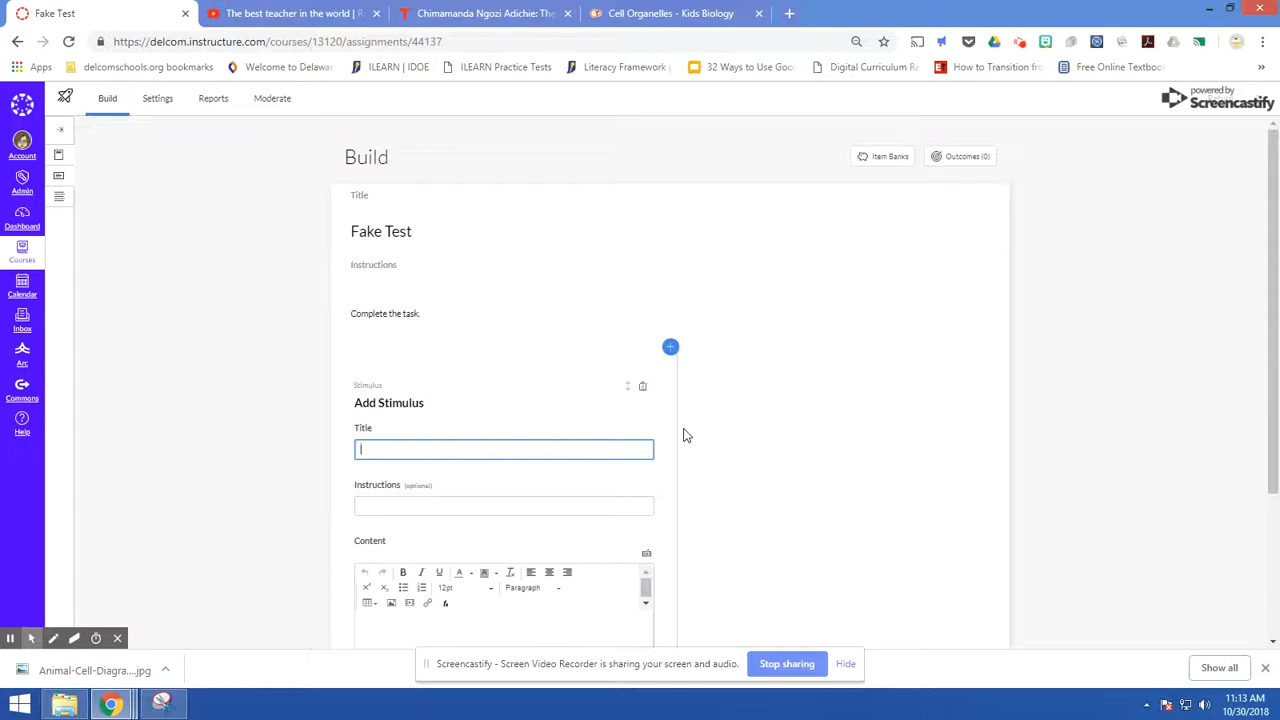 Fake Test
The best teacher in the world | R
Chimamanda Ngozi Adichie: The
Cell Organelles - Kids Biology
https://delcom.instructure.com/courses/13120/assignments/44137
Apps
delcomschools.org bookmarks
Welcome to Delaw
ILEARN | IDOE
ILEARN Practice Tests
Literacy Framework
32 Ways to Use Goo
Digital Curriculum Re
How to Transition fro
Free Online Textbo
»
Build
Settings
Reports
Moderate
powered by
Screencastify
Account
Admin
Dashboard
Courses
Calendar
Inbox
Arc
Commons
Help
Build
Item Banks
Outcomes (0)
Title
Fake Test
Instructions
Complete the task.
Stimulus
Add Stimulus
Title
Instructions (optional)
Content
12pt
Paragraph
Animal-Cell-Diagra....jpg
Screencastify - Screen Video Recorder is sharing your screen and audio.
Stop sharing
Hide
Show all
11:13 AM
10/30/2018